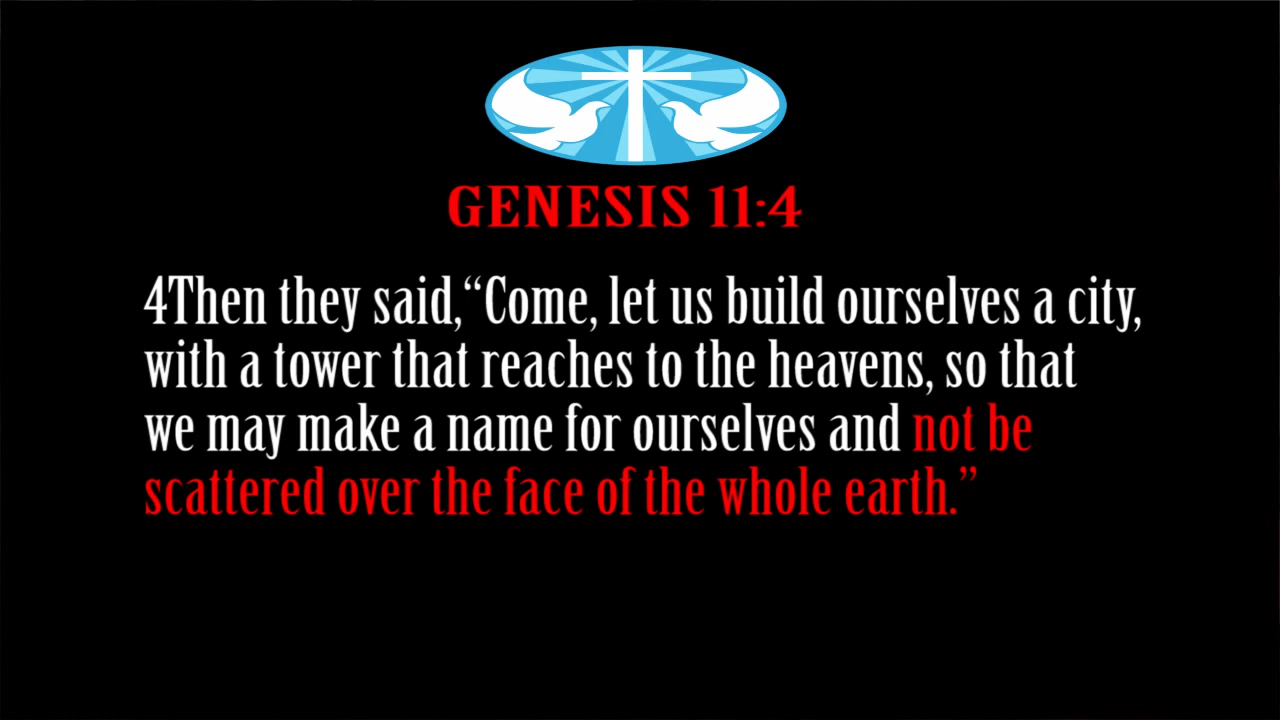 GENESIS 11:4
4Then they said,“Come, let us build ourselves a city,
with a tower that reaches to the heavens, so that
we may make a name for ourselves and not be
scattered over the face of the whole earth.”